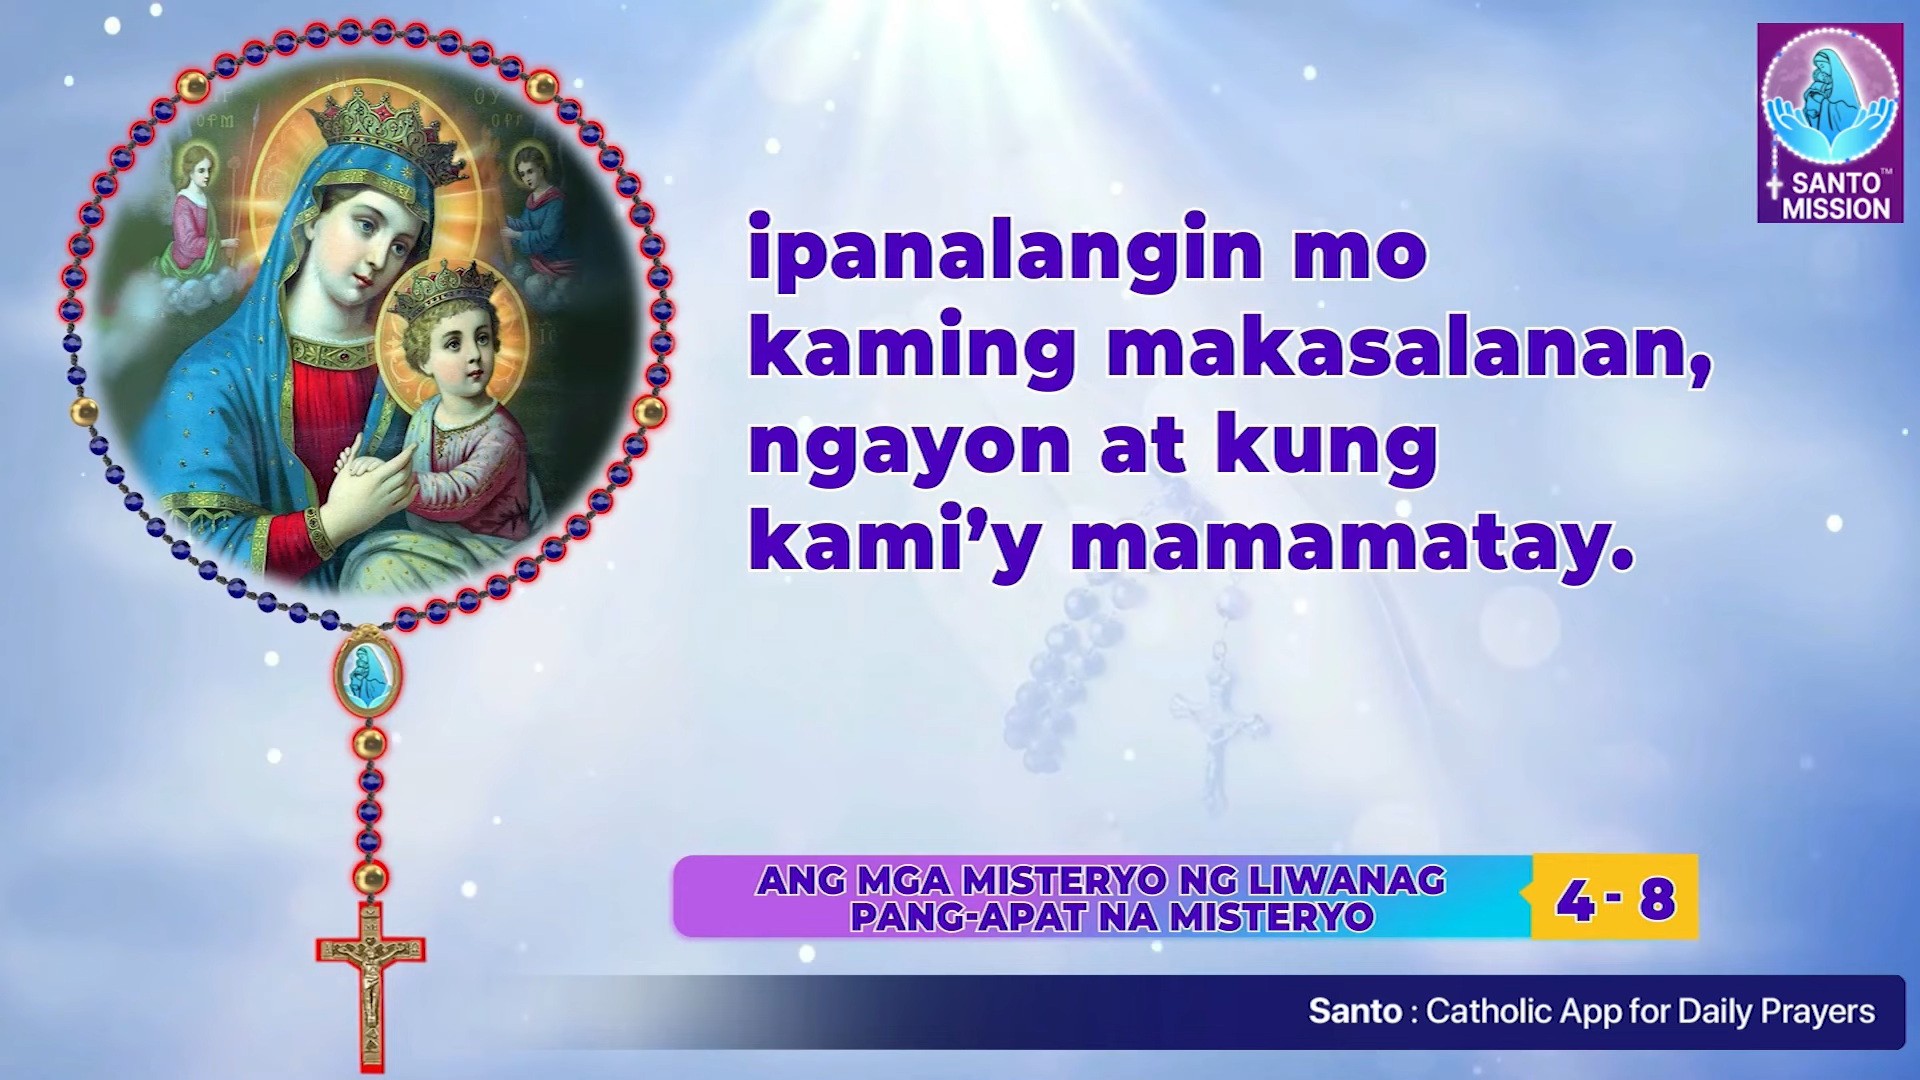 SANTO™
MISSION
ipanalangin mo
kaming makasalanan,
ngayon at kung
kami’y mamamatay.
ANG MGA MISTERYO NG LIWANAG
PANG-APAT NA MISTERYO
4 - 8
Santo : Catholic App for Daily Prayers